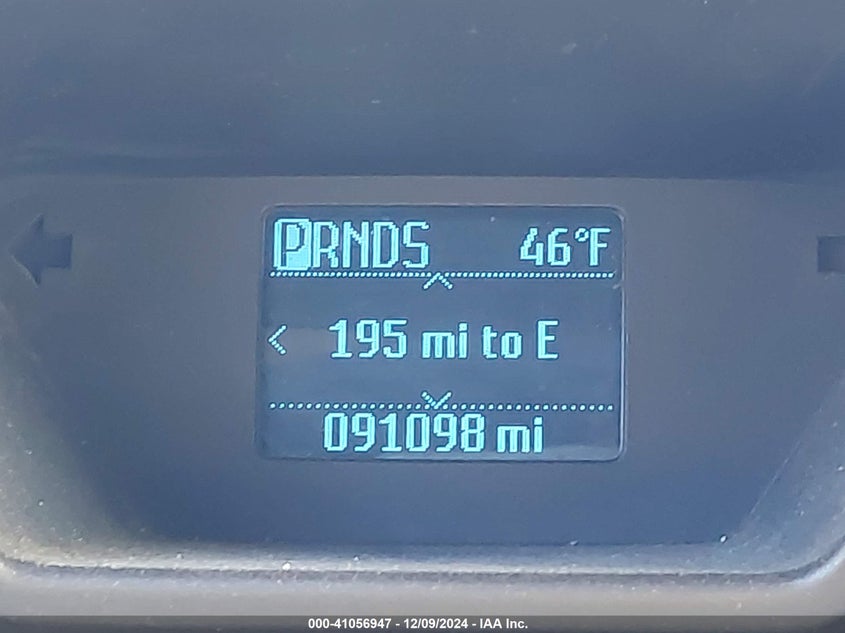 PRNDS 46°F
195 mi to E
091098 mi
000-41056947 - 12/09/2024 - IAA Inc.